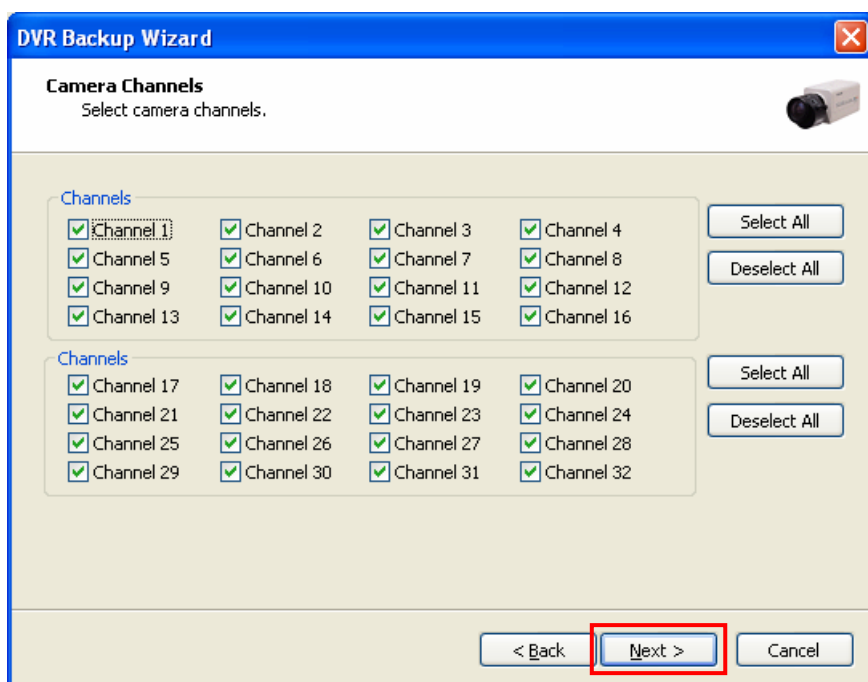 DVR Backup Wizard
Camera Channels
Select camera channels.
Channels
Channel 1 Channel 2 Channel 3 Channel 4
Select All
Channel 5 Channel 6 Channel 7 Channel 8
Deselect All
Channel 9 Channel 10 Channel 11 Channel 12
Channel 13 Channel 14 Channel 15 Channel 16
Channels
Channel 17 Channel 18 Channel 19 Channel 20
Select All
Channel 21 Channel 22 Channel 23 Channel 24
Deselect All
Channel 25 Channel 26 Channel 27 Channel 28
Channel 29 Channel 30 Channel 31 Channel 32
< Back Next > Cancel